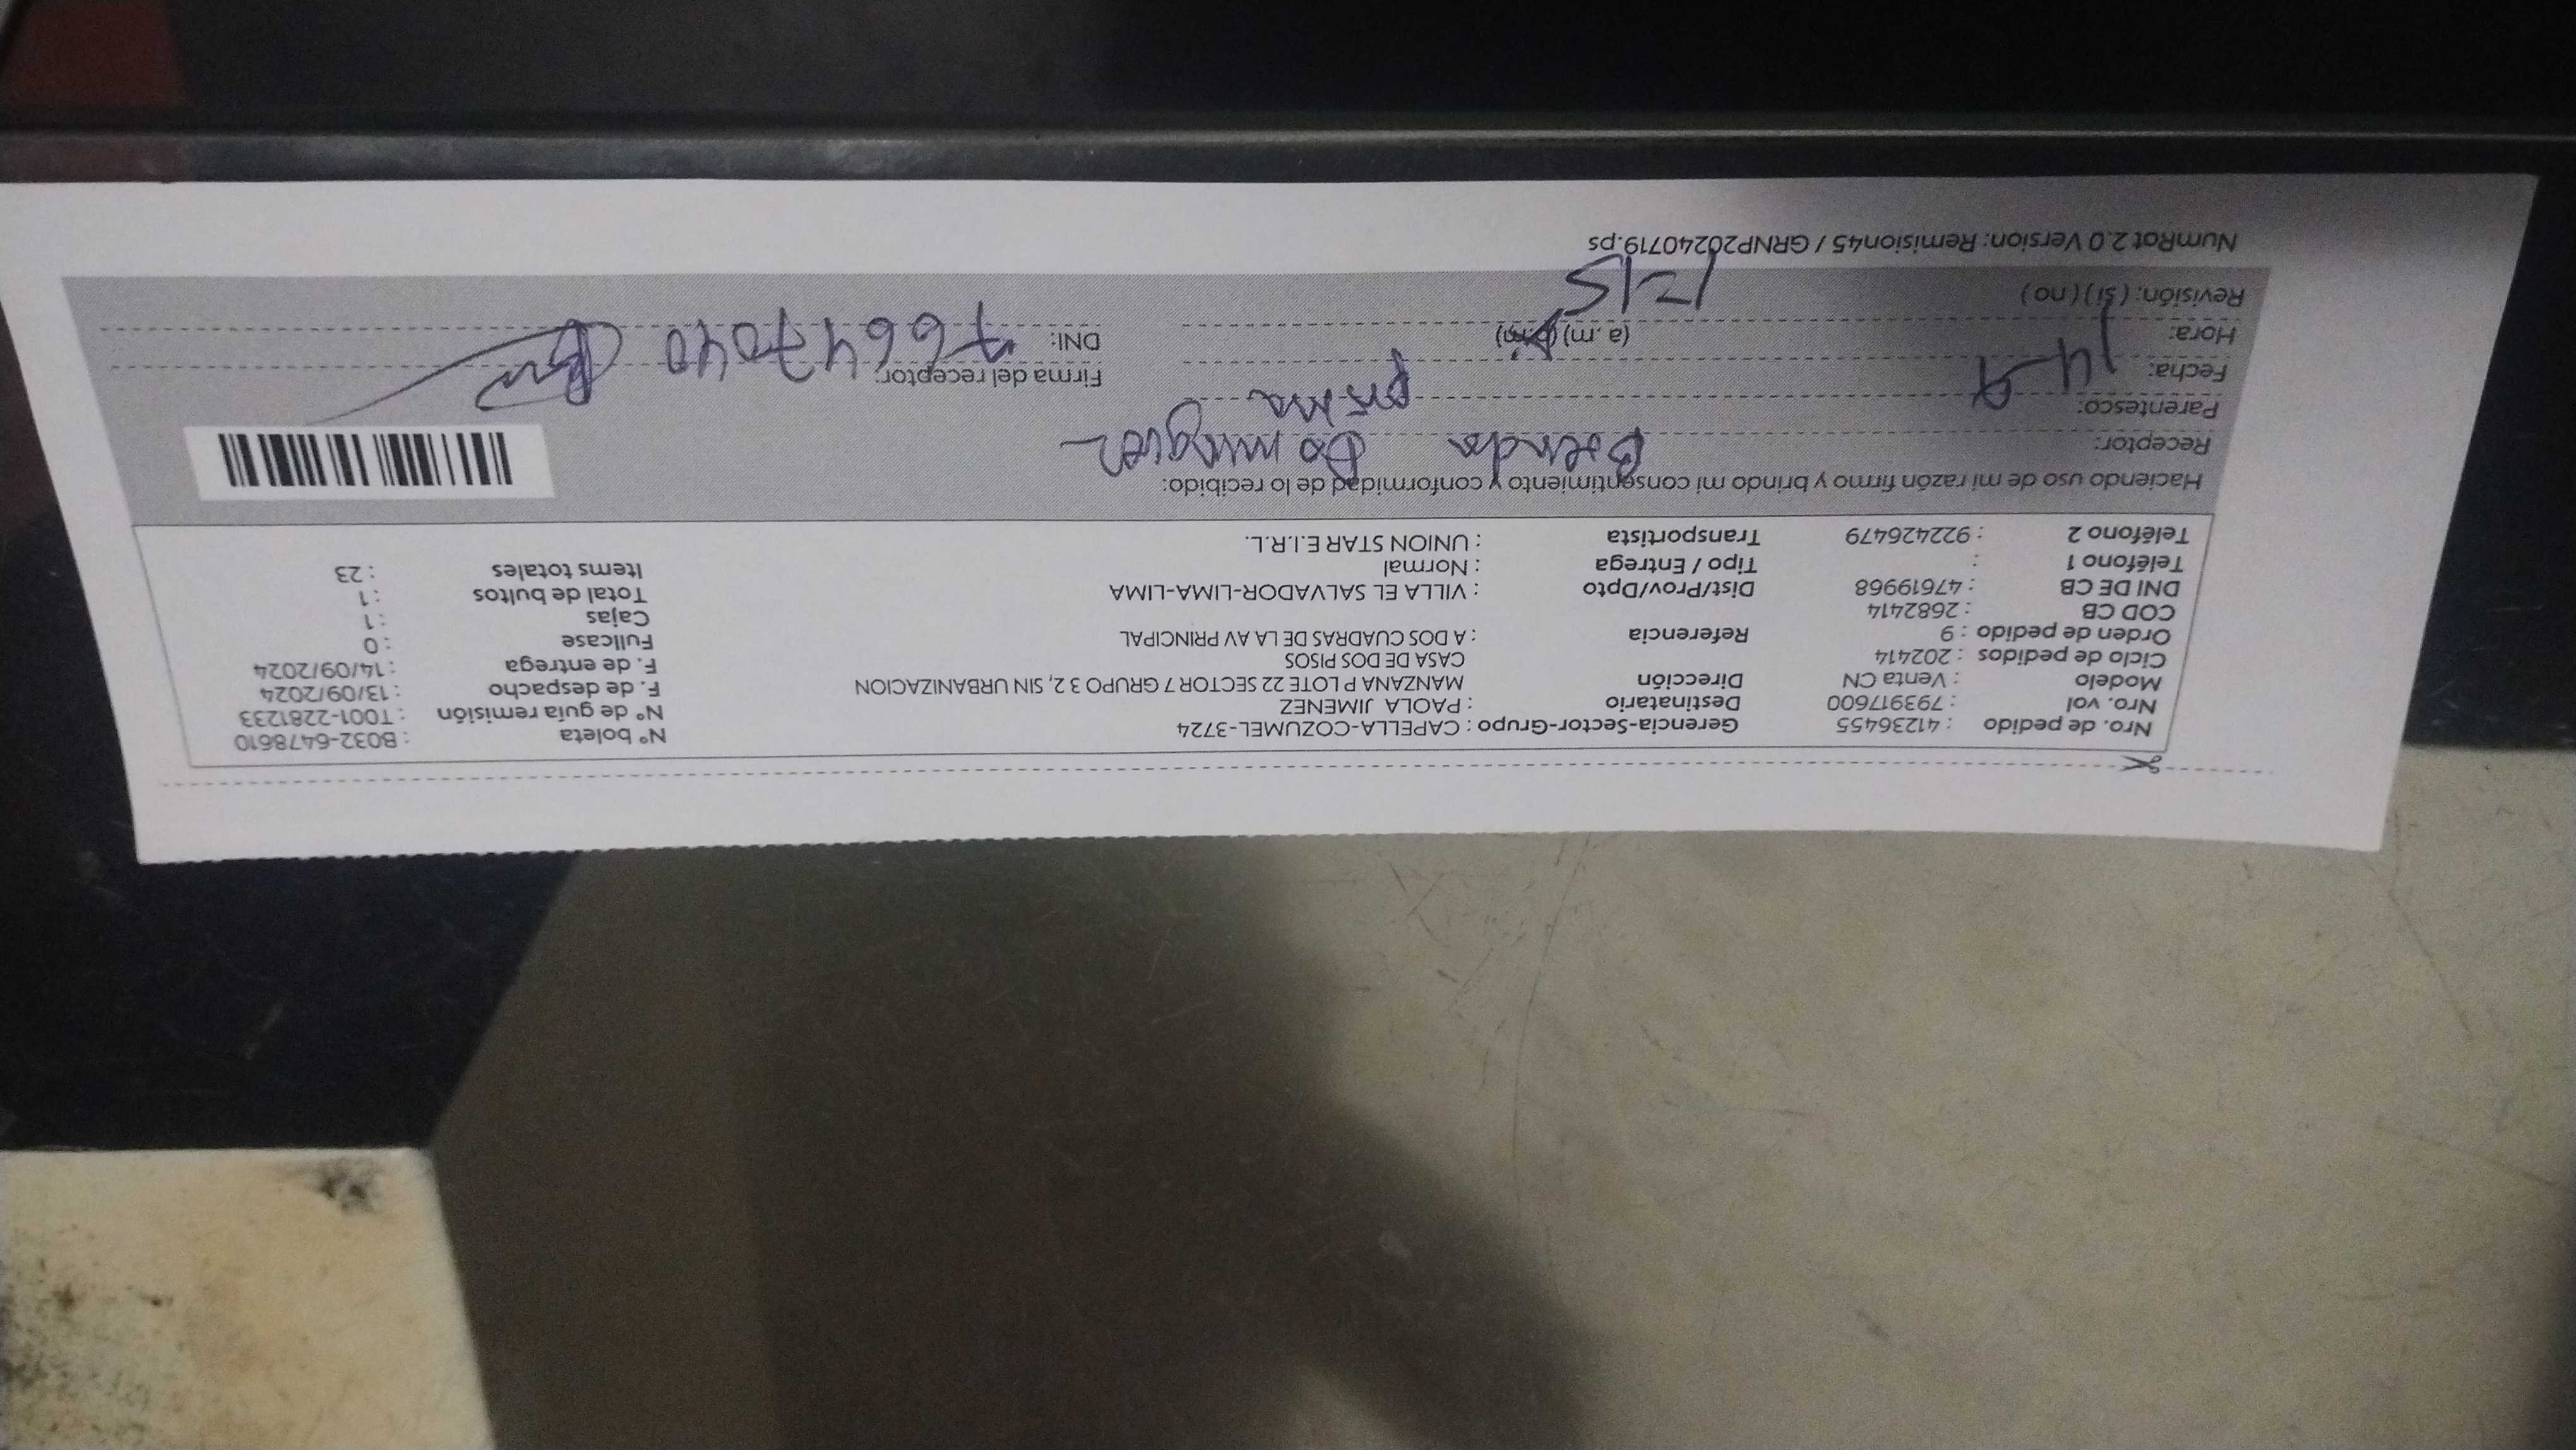 Nro. de pedido : 41236455 Gerencia-Sector-Grupo : CAPELLA-COZUMEL-3724 N° boleta : B032-6478610
Nro. vol : 793917600 Destinatario : PAOLA JIMENEZ N° de guía remisión : T001-2281233
Modelo : Venta CN Dirección MANZANA P LOTE 22 SECTOR 7 GRUPO 3 2, SIN URBANIZACION F. de despacho : 13/09/2024
Ciclo de pedidos : 202414 CASA DE DOS PISOS F. de entrega : 14/09/2024
Orden de pedido : 9 Referencia : A DOS CUADRAS DE LA AV PRINCIPAL Fullcase : 0
COD CB : 2682414 Cajas : 1
DNI DE CB : 47619968 Dist/Prov/Dpto : VILLA EL SALVADOR-LIMA-LIMA Total de bultos : 1
Teléfono 1 : Tipo / Entrega : Normal Items totales : 23
Teléfono 2 : 922426479 Transportista : UNION STAR E.I.R.L.
Haciendo uso de mi razón firmo y brindo mi consentimiento y conformidad de lo recibido:
Receptor: Brenda Dominguez
Parentesco: prima
Fecha: 14-9 Firma del receptor:
Hora: (a. m) (p.m) DNI: 76647040
Revisión: (si) (no) 12-15
NumRot 2.0 Version: Remision45 / GRNP20240719.ps